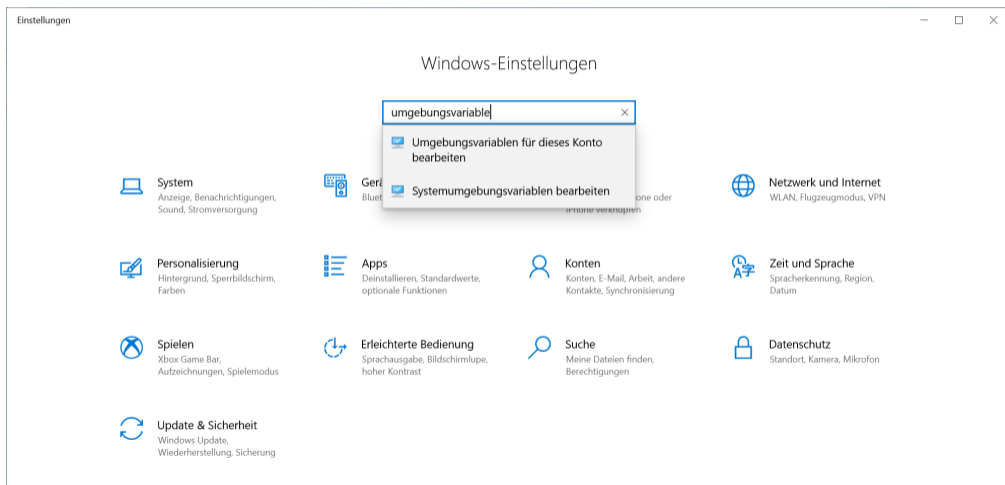 Einstellungen
Windows-Einstellungen
umgebungsvariable
Umgebungsvariablen für dieses Konto
bearbeiten
Systemumgebungsvariablen bearbeiten
System
Anzeige, Benachrichtigungen,
Sound, Stromversorgung
Netzwerk und Internet
WLAN, Flugzeugmodus, VPN
Personalisierung
Hintergrund, Sperrbildschirm,
Farben
Apps
Deinstallieren, Standardwerte,
optionale Funktionen
Konten
Konten, E-Mail, Arbeit, andere
Kontakte, Synchronisierung
Zeit und Sprache
Spracherkennung, Region,
Datum
Spielen
Xbox Game Bar,
Aufzeichnungen, Spielemodus
Erleichterte Bedienung
Sprachausgabe, Bildschirmlupe,
hoher Kontrast
Suche
Meine Dateien finden,
Berechtigungen
Datenschutz
Standort, Kamera, Mikrofon
Update & Sicherheit
Windows Update,
Wiederherstellung, Sicherung